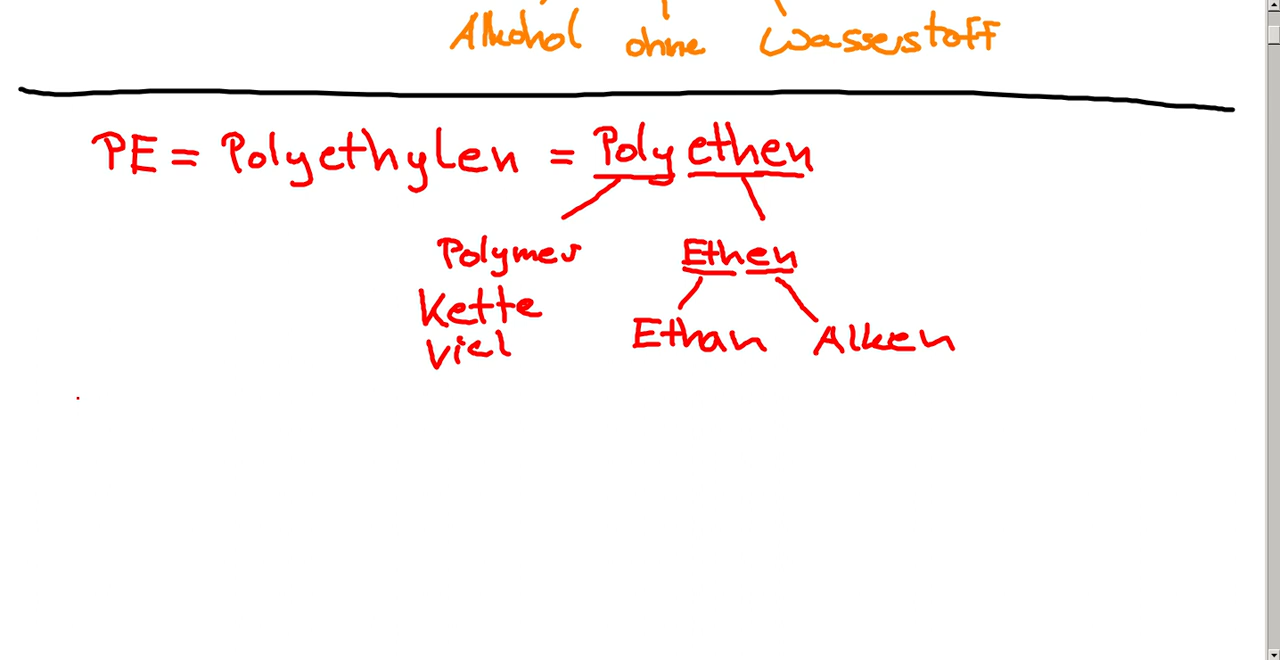 Alkohol ohne Wasserstoff
PE = Polyethylen = Polyethen
Polymer Ethen
Kette
Ethan Alken
viel